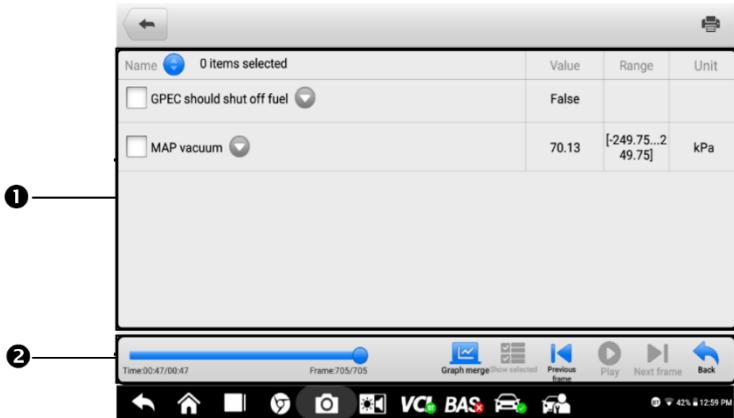 Name 0 items selected Value Range Unit
GPEC should shut off fuel False
MAP vacuum 70.13 [-249.75...2
49.75] kPa
❶
❷
Time:00:47/00:47 Frame:705/705
Graph merge Show selected Previous
frame Play Next frame Back
VCI BAS 42% 12:59 PM